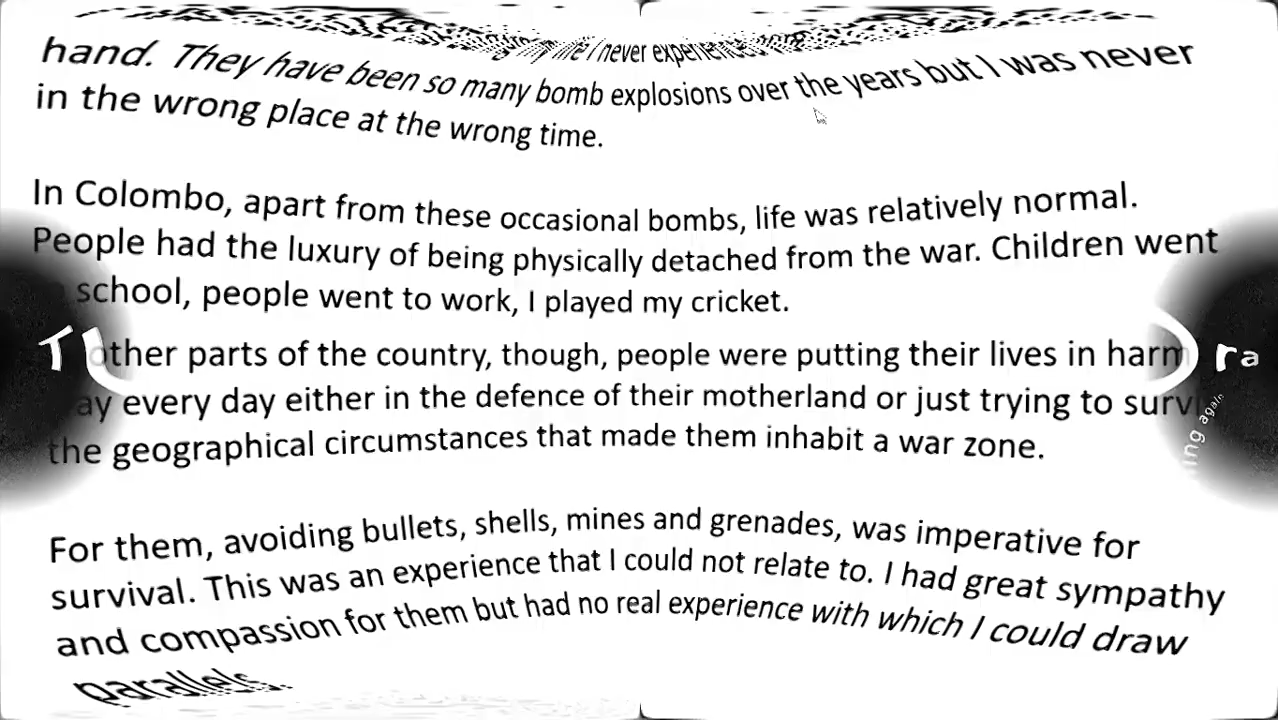 my life I never experienced
hand. They have been so many bomb explosions over the years but I was never
in the wrong place at the wrong time.
In Colombo, apart from these occasional bombs, life was relatively normal.
People had the luxury of being physically detached from the war. Children went
school, people went to work, I played my cricket.
other parts of the country, though, people were putting their lives in harm
every day either in the defence of their motherland or just trying to
the geographical circumstances that made them inhabit a war zone.
again
For them, avoiding bullets, shells, mines and grenades, was imperative for
survival. This was an experience that I could not relate to. I had great sympathy
and compassion for them but had no real experience with which I could draw
parallels.